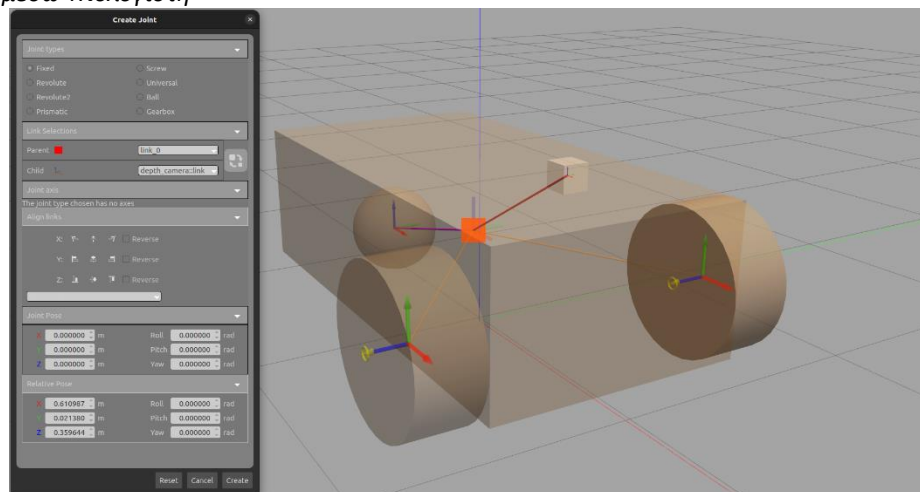 Create Joint
Joint types
Fixed Screw
Revolute Universal
Revolute2 Ball
Prismatic Gearbox
Link Selections
Parent link_0
Child depth_camera::link
Joint axis
The joint type chosen has no axes
Align links
X: Reverse
Y: Reverse
Z: Reverse
Joint Pose
X 0.000000 m Roll 0.000000 rad
Y 0.000000 m Pitch 0.000000 rad
Z 0.000000 m Yaw 0.000000 rad
Relative Pose
X 0.610987 m Roll 0.000000 rad
Y 0.021380 m Pitch 0.000000 rad
Z 0.359644 m Yaw 0.000000 rad
Reset Cancel Create